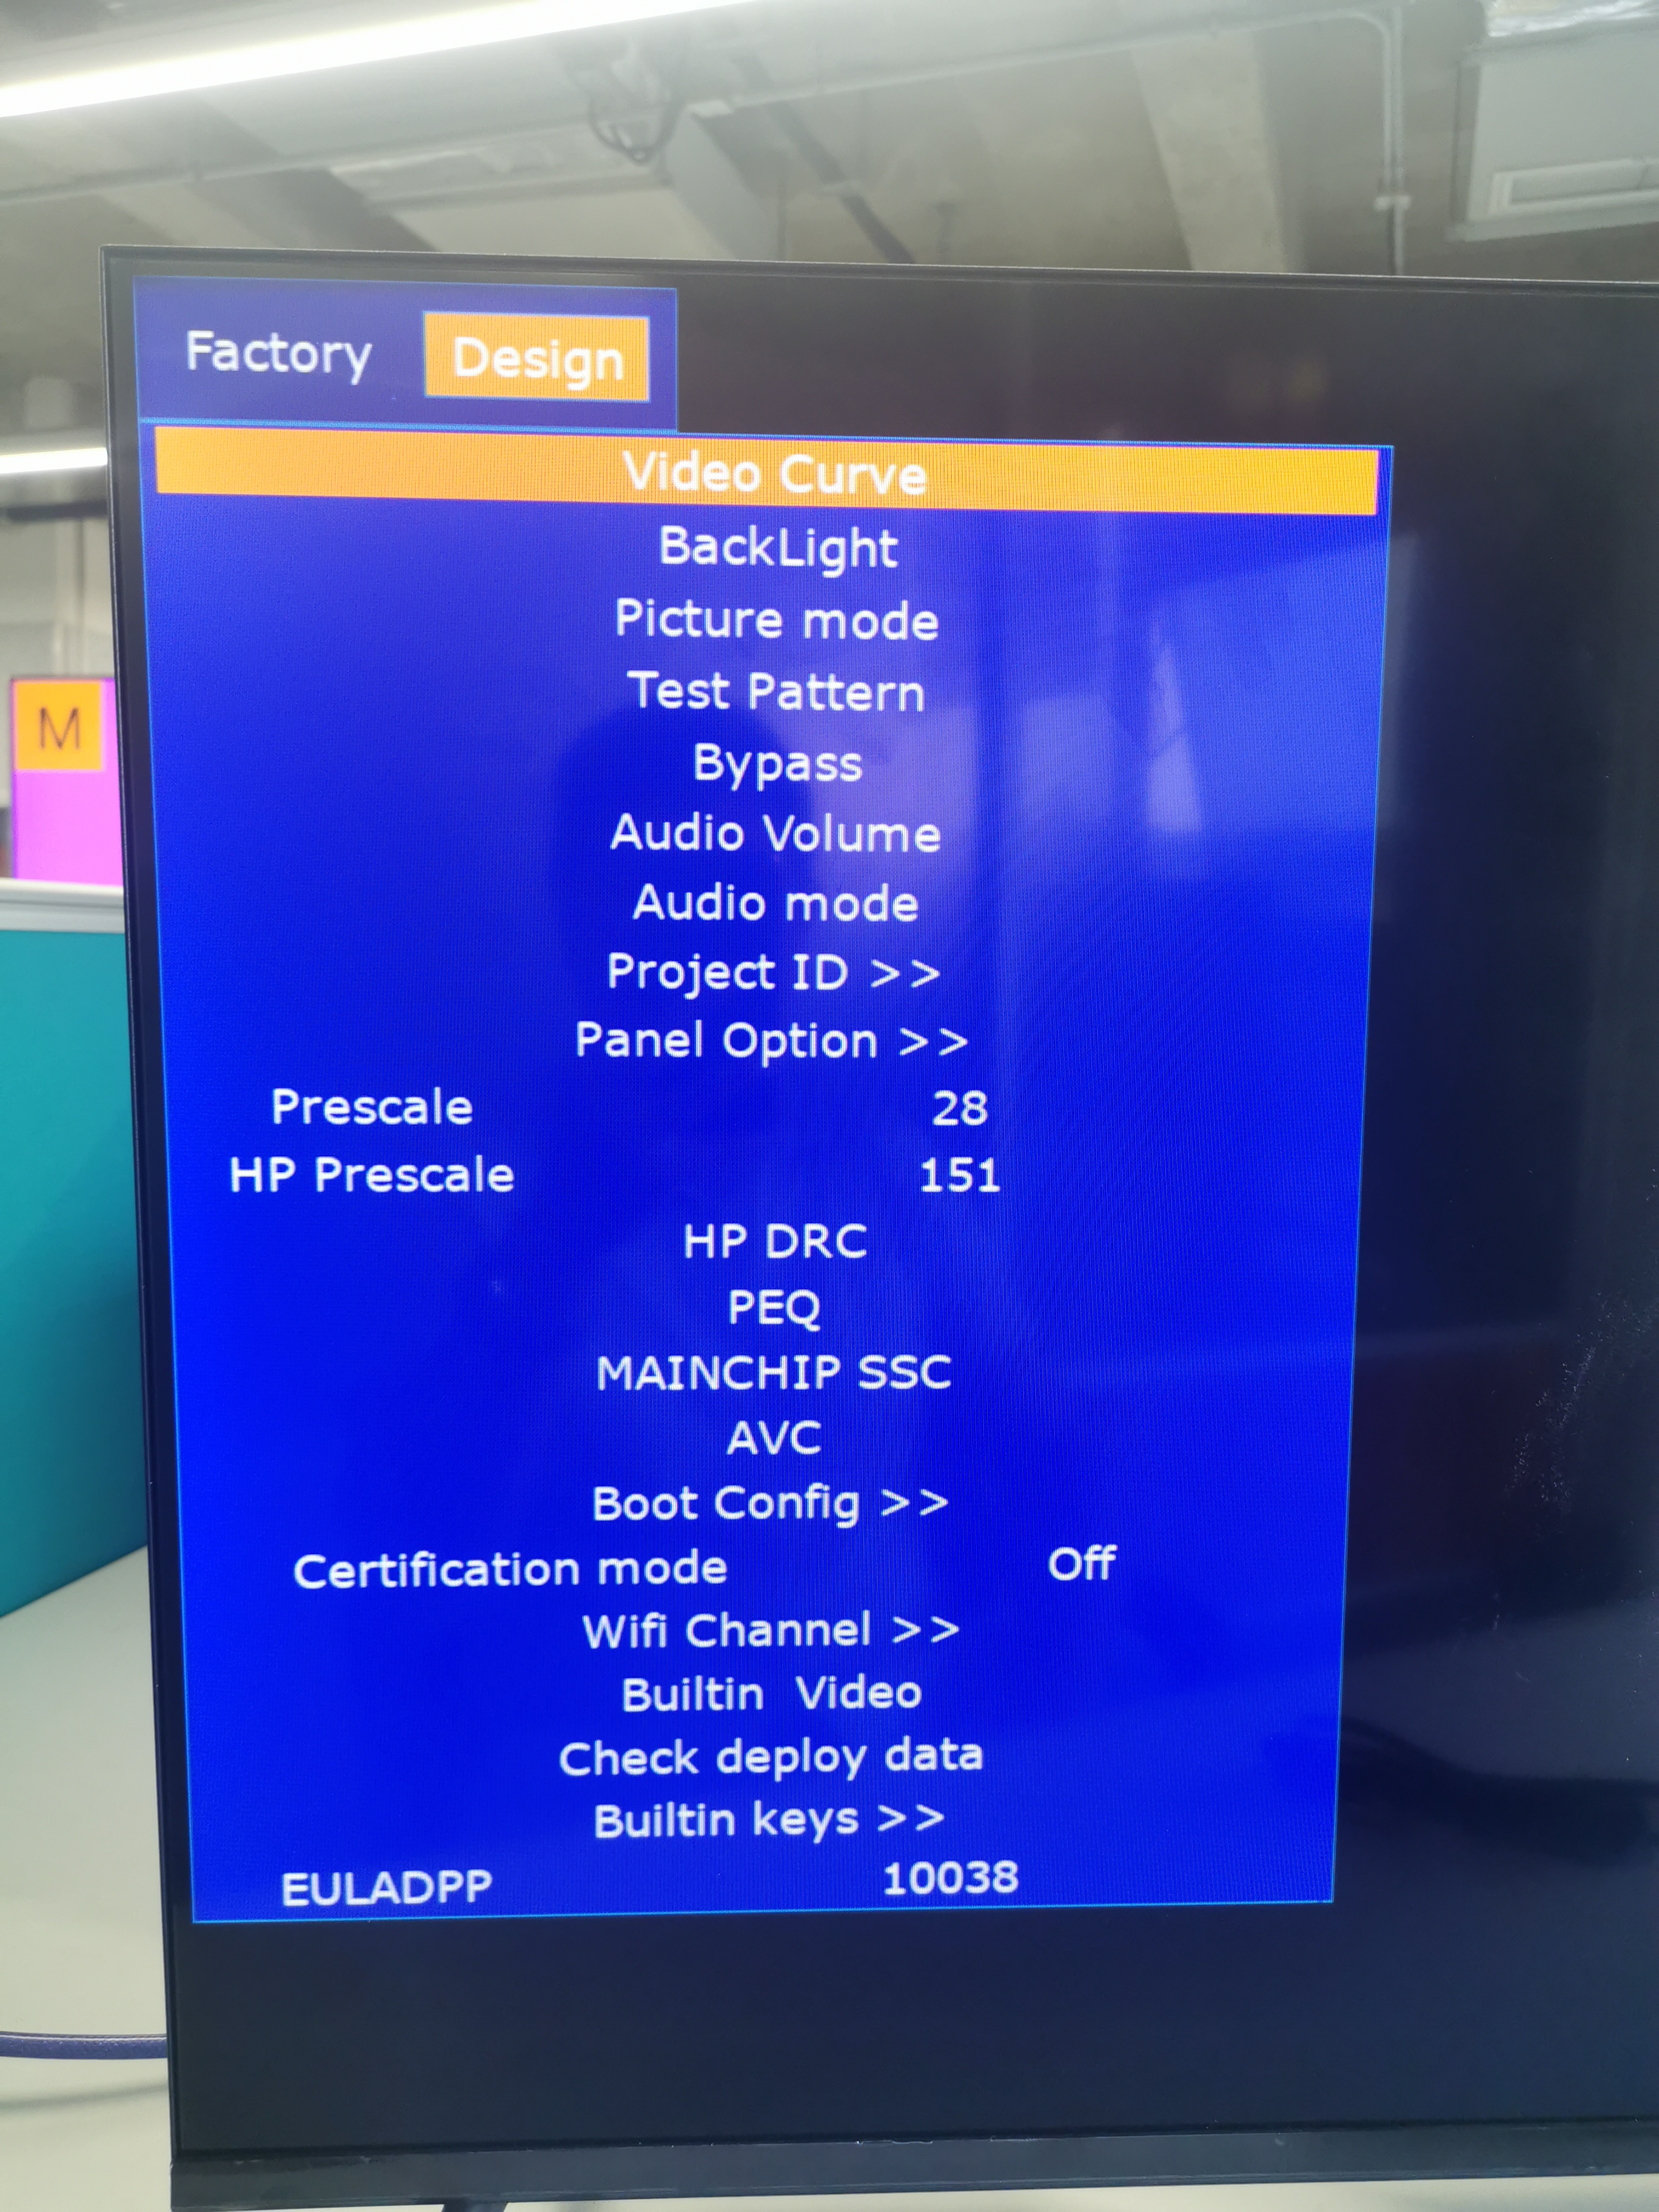 Factory Design
Video Curve
BackLight
Picture mode
Test Pattern
Bypass
Audio Volume
Audio mode
Project ID >>
Panel Option >>
Prescale 28
HP Prescale 151
HP DRC
PEQ
MAINCHIP SSC
AVC
Boot Config >>
Certification mode Off
Wifi Channel >>
Builtin  Video
Check deploy data
Builtin keys >>
EULADPP 10038
M